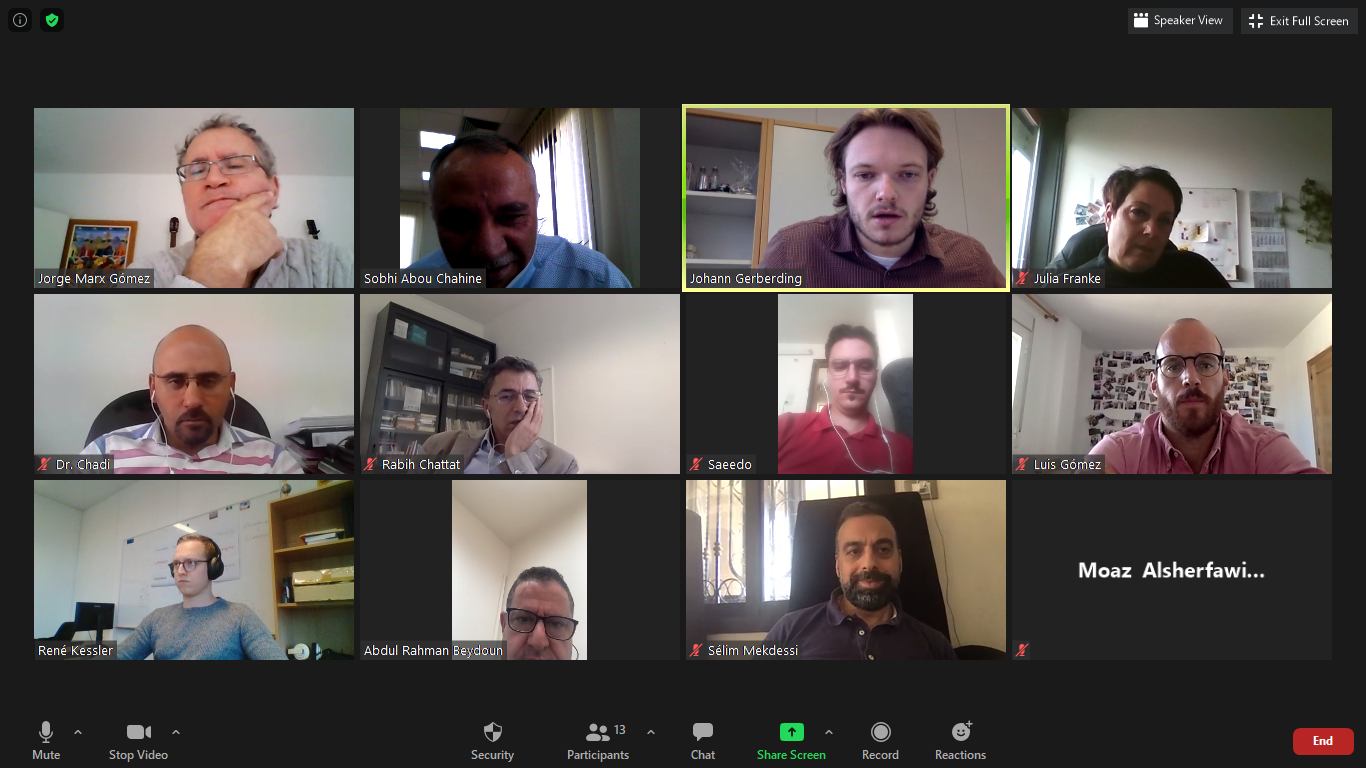 Speaker View
Exit Full Screen
Jorge Marx Gómez
Sobhi Abou Chahine
Johann Gerberding
Julia Franke
Dr. Chadi
Rabih Chattat
Saeedo
Luis Gómez
René Kessler
Abdul Rahman Beydoun
Sélim Mekdessi
Moaz Alsherfawi...
Mute
Stop Video
Security
13
Participants
Chat
Share Screen
Record
Reactions
End